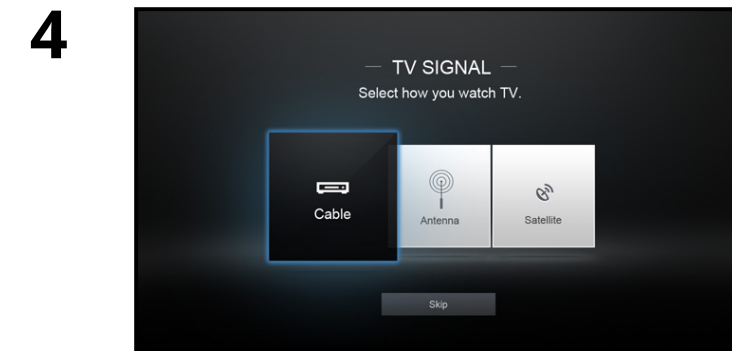 4
TV SIGNAL
Select how you watch TV.
Cable
Antenna
Satellite
Skip